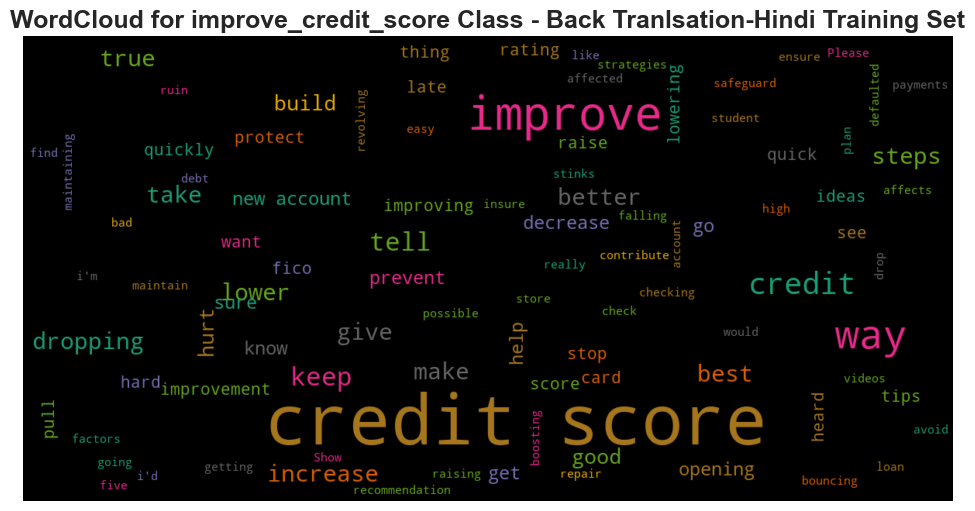 WordCloud for improve_credit_score Class - Back Tranlsation-Hindi Training Set
true
thing
rating
like
strategies
ensure
Please
ruin
build
late
affected
lowering
safeguard
defaulted
payments
revolving
improve
protect
easy
raise
student
plan
find
maintaining
quickly
quick
steps
debt
stinks
take
new account
improving
insure
better
ideas
affects
bad
decrease
falling
go
high
see
want
tell
contribute
account
i'm
fico
prevent
really
drop
maintain
lower
sure
store
checking
credit
possible
check
dropping
hurt
know
give
help
stop
would
way
hard
improvement
keep
make
score
card
best
videos
tips
pull
credit score
boosting
heard
avoid
factors
going
i'd
five
getting
Show
increase
recommendation
raising
get
good
repair
opening
bouncing
loan